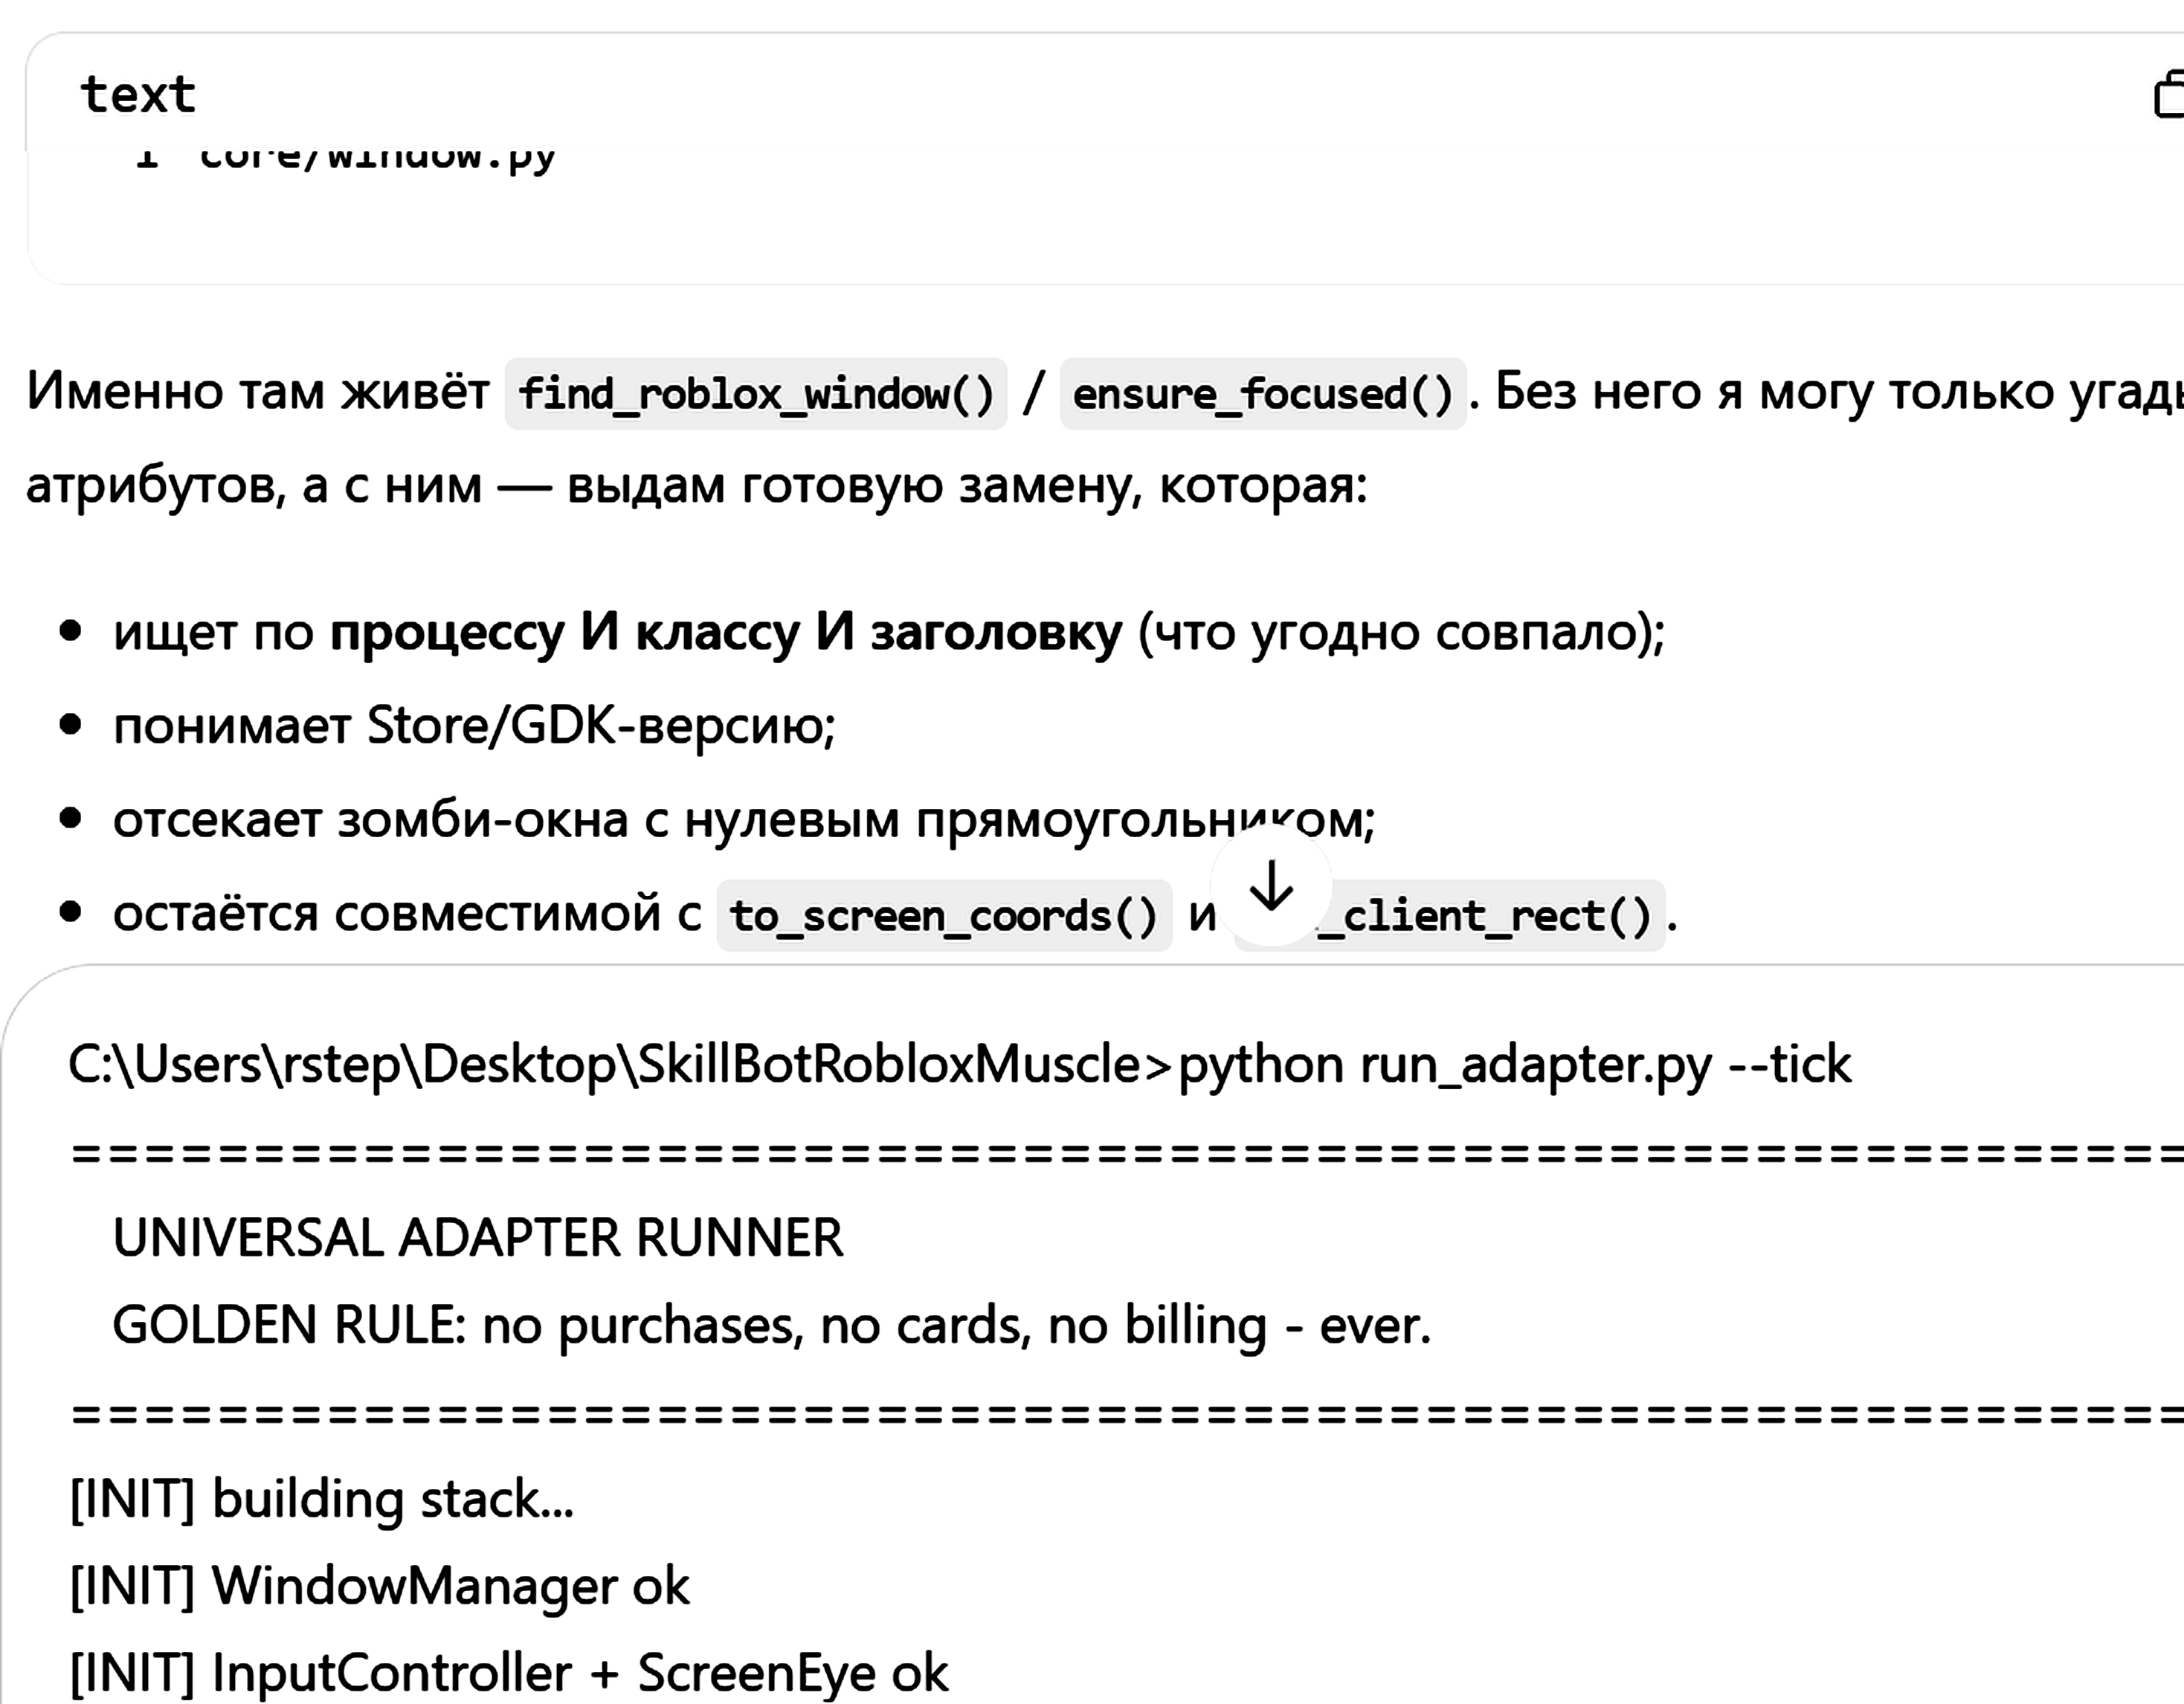 text
1 core/window.py
Именно там живёт find_roblox_window() / ensure_focused(). Без него я могу только
атрибутов, а с ним — выдам готовую замену, которая:
• ищет по процессу И классу И заголовку (что угодно совпало);
• понимает Store/GDK-версию;
• отсекает зомби-окна с нулевым прямоугольником;
• остаётся совместимой с to_screen_coords() и _client_rect().
C:\Users\rstep\Desktop\SkillBotRobloxMuscle>python run_adapter.py --tick
==========================================================
UNIVERSAL ADAPTER RUNNER
GOLDEN RULE: no purchases, no cards, no billing - ever.
==========================================================
[INIT] building stack...
[INIT] WindowManager ok
[INIT] InputController + ScreenEye ok